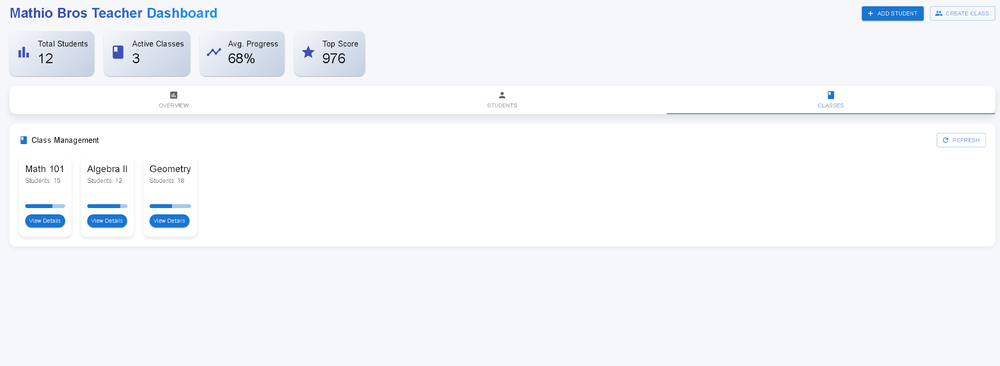 Mathio Bros Teacher Dashboard
ADD STUDENT
CREATE CLASS
Total Students
12
Active Classes
3
Avg. Progress
68%
Top Score
976
OVERVIEW
STUDENTS
CLASSES
Class Management
REFRESH
Math 101
Students: 15
View Details
Algebra II
Students: 12
View Details
Geometry
Students: 18
View Details